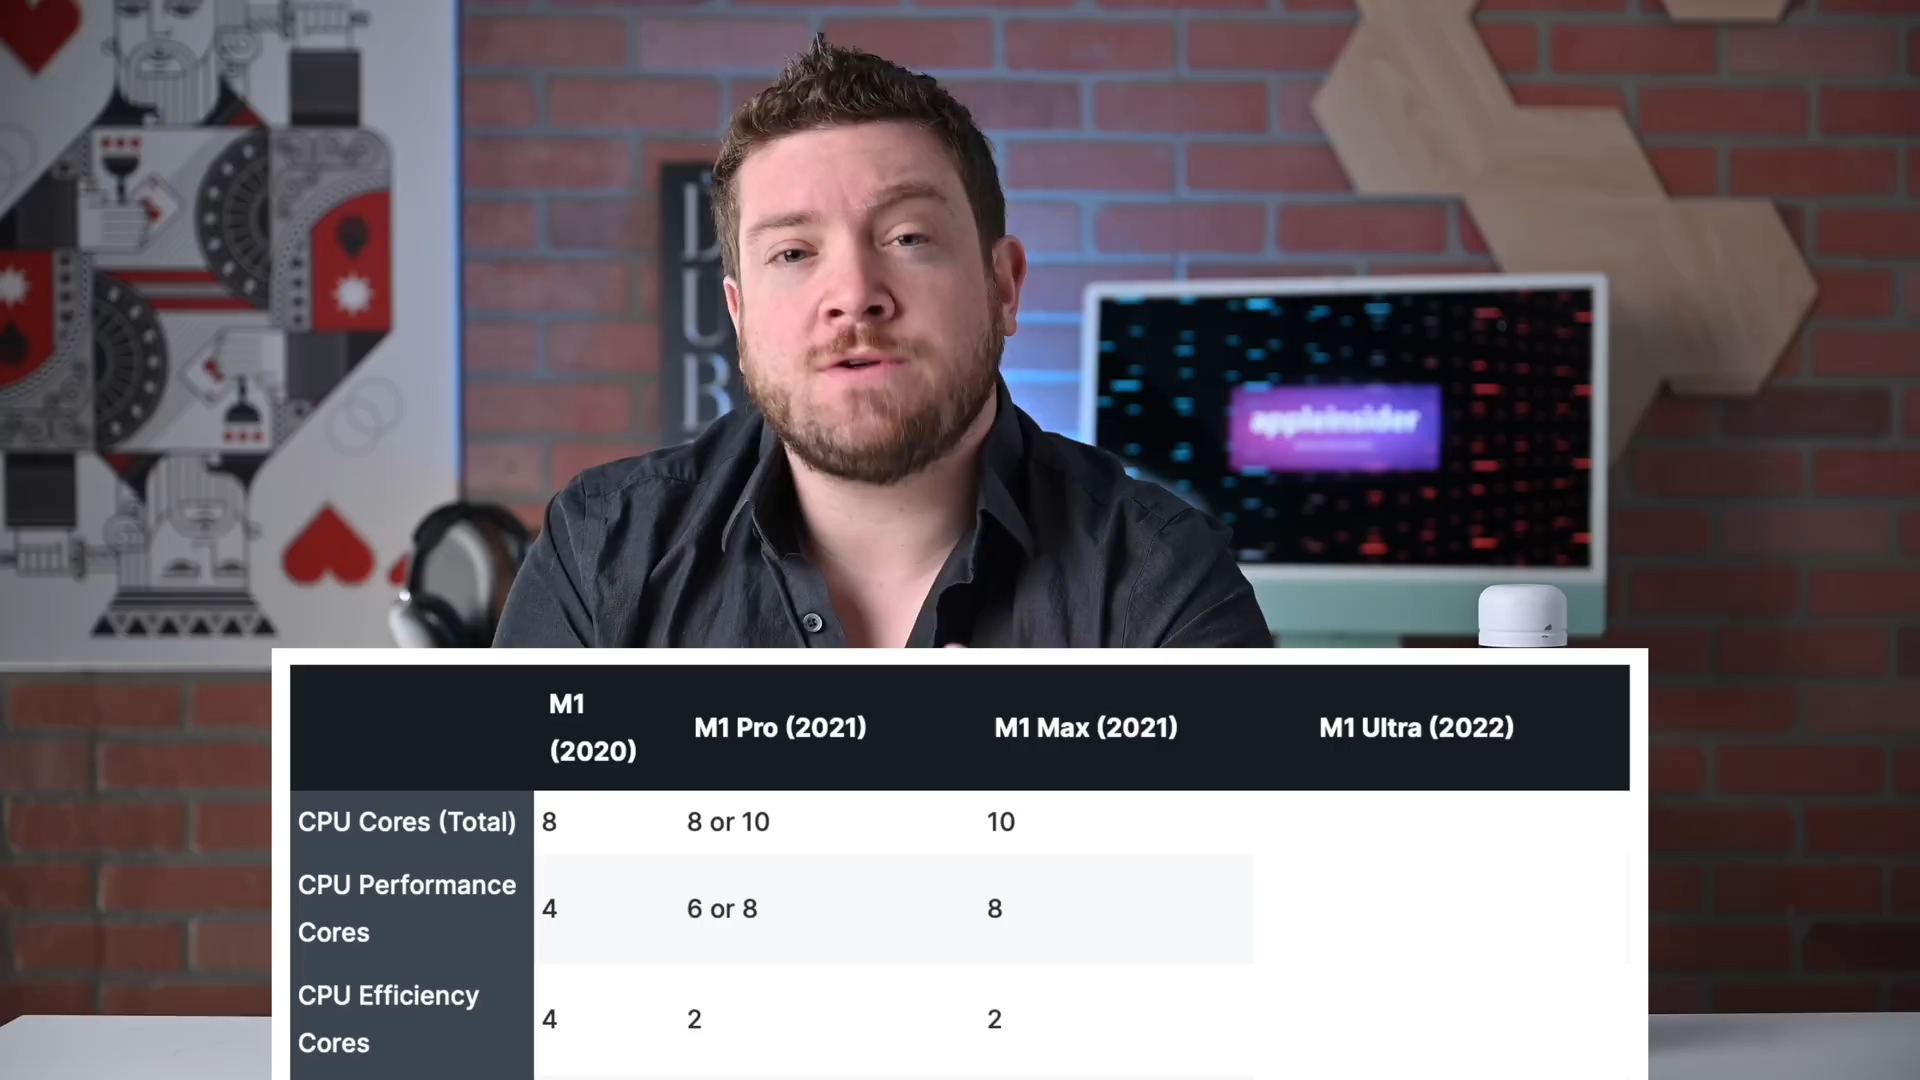 D
U
B
appleinsider
M1
(2020)
M1 Pro (2021)
M1 Max (2021)
M1 Ultra (2022)
CPU Cores (Total)
8
8 or 10
10
CPU Performance
Cores
4
6 or 8
8
CPU Efficiency
Cores
4
2
2